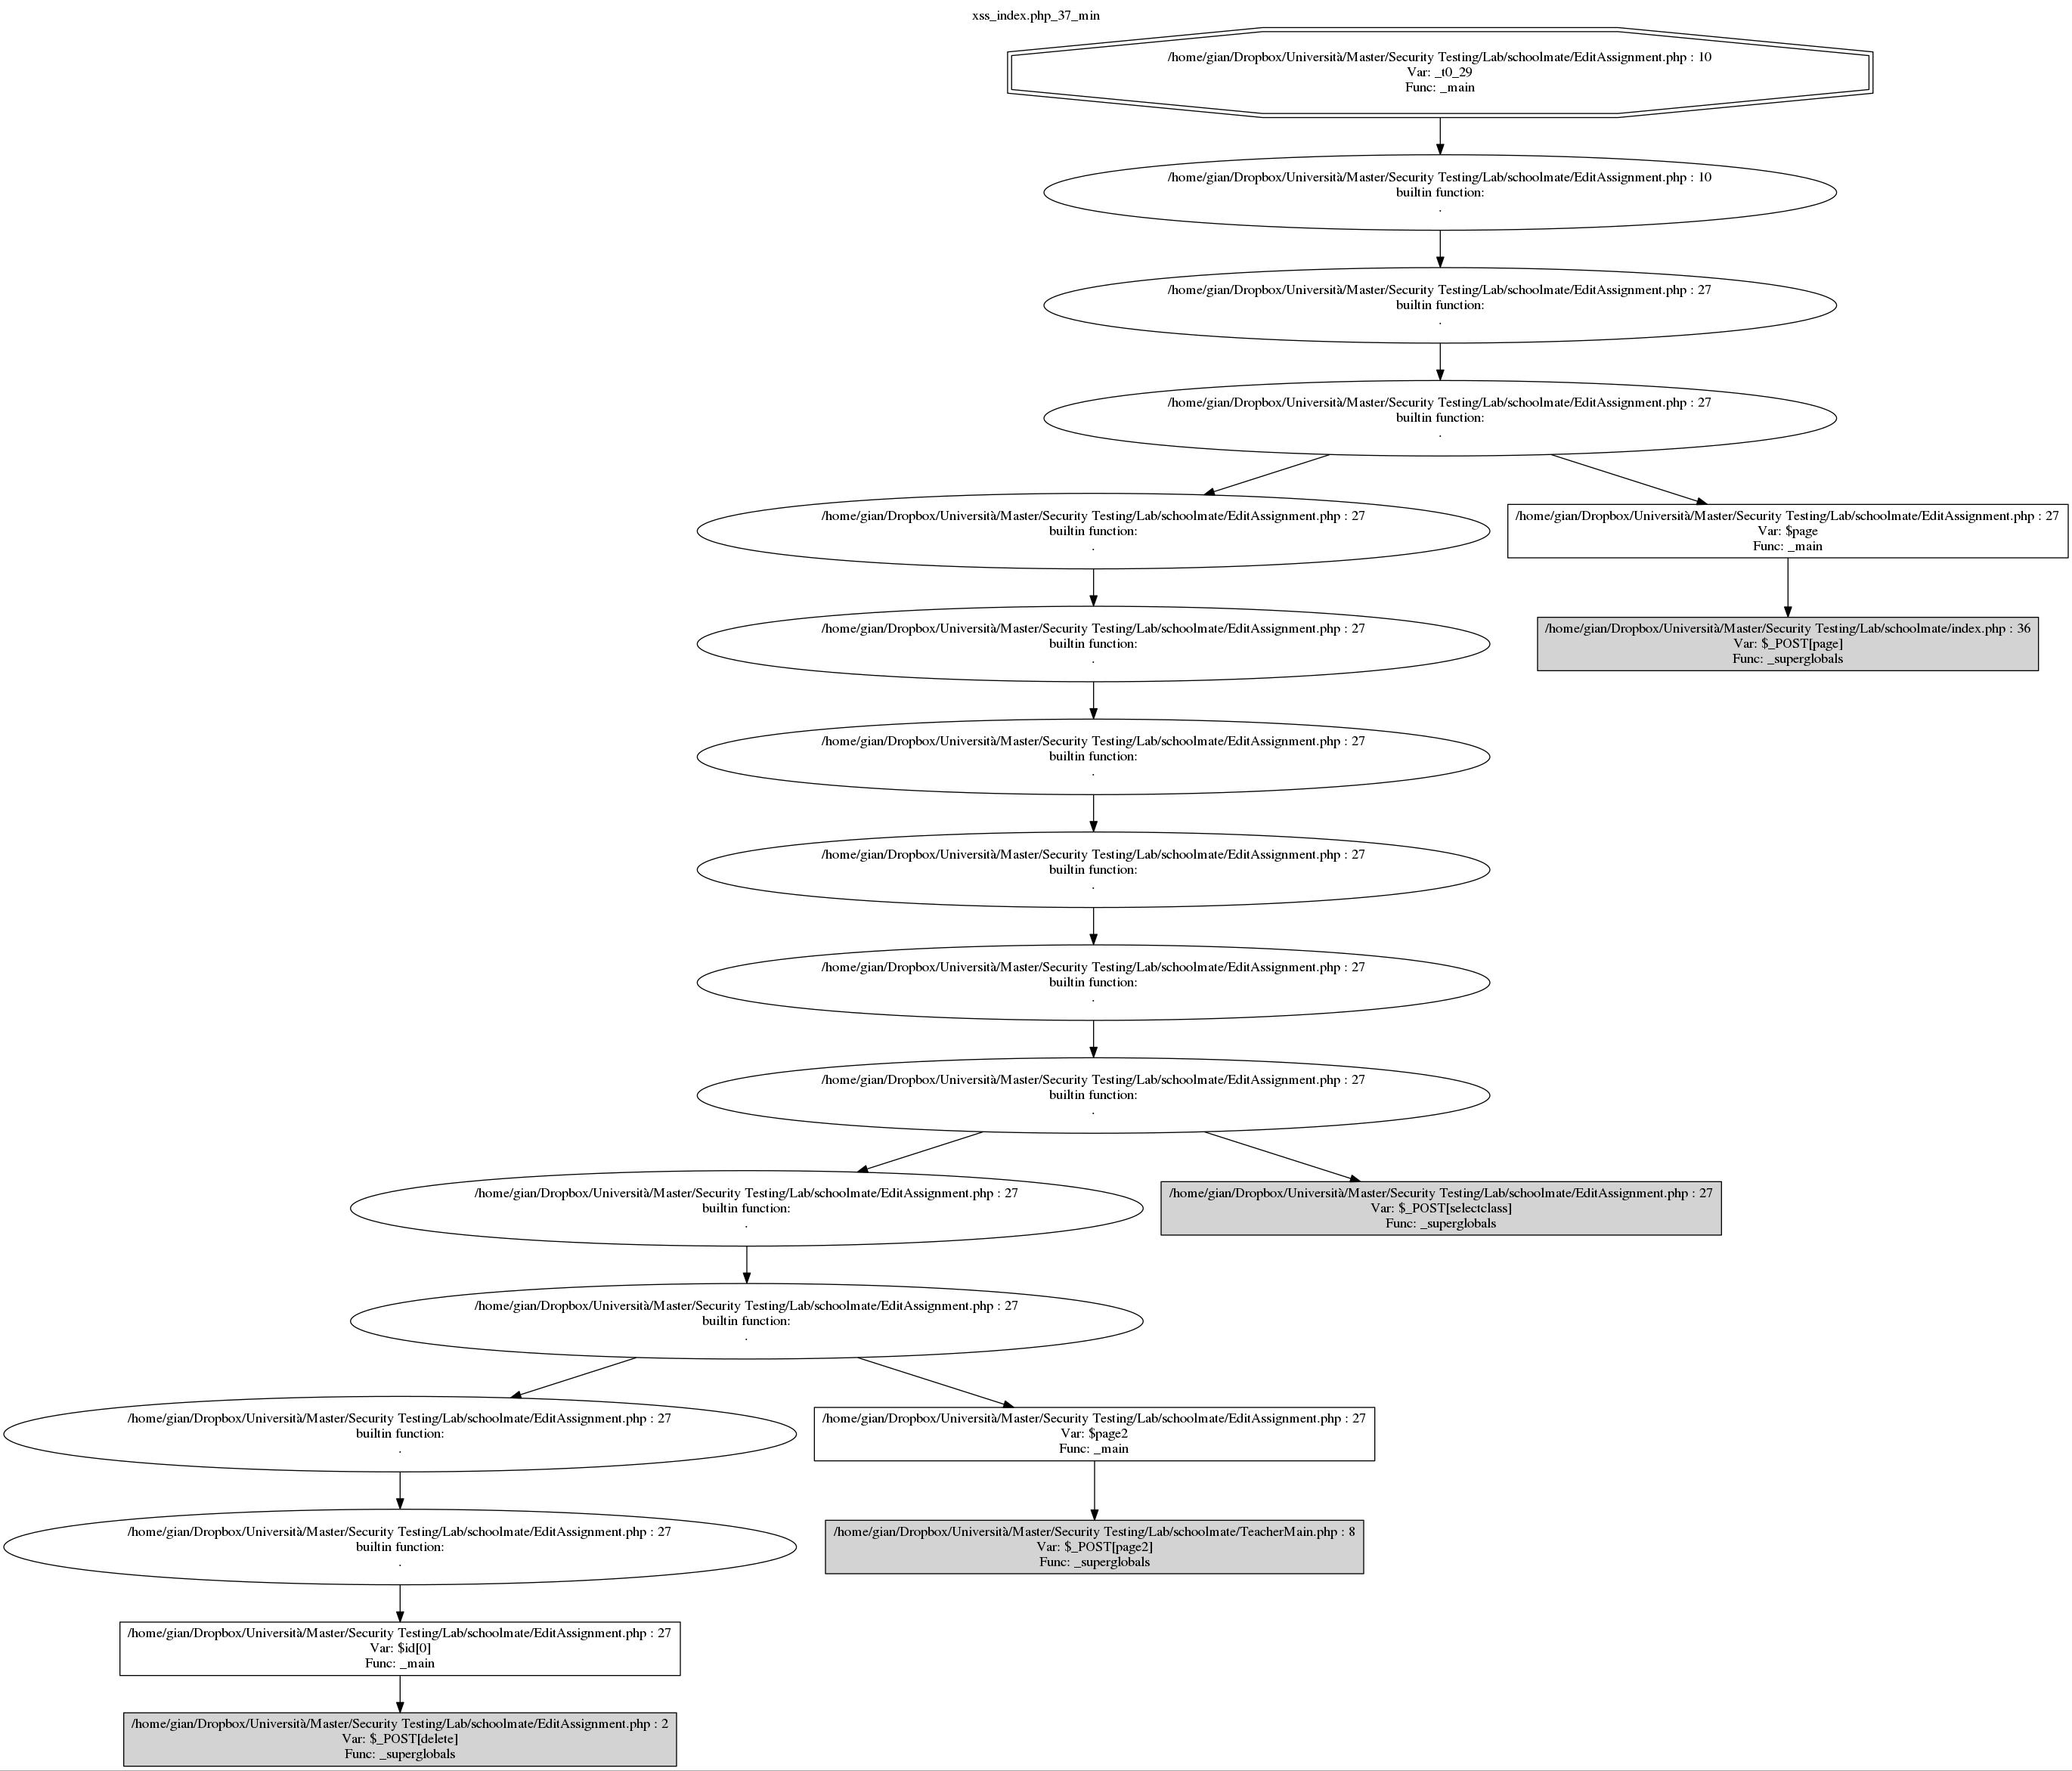 xss_index.php_37_min
/home/gian/Dropbox/Università/Master/Security Testing/Lab/schoolmate/EditAssignment.php : 10
Var: _t0_29
Func: _main
/home/gian/Dropbox/Università/Master/Security Testing/Lab/schoolmate/EditAssignment.php : 10
builtin function:
.
/home/gian/Dropbox/Università/Master/Security Testing/Lab/schoolmate/EditAssignment.php : 27
builtin function:
.
/home/gian/Dropbox/Università/Master/Security Testing/Lab/schoolmate/EditAssignment.php : 27
builtin function:
.
/home/gian/Dropbox/Università/Master/Security Testing/Lab/schoolmate/EditAssignment.php : 27
builtin function:
.
/home/gian/Dropbox/Università/Master/Security Testing/Lab/schoolmate/EditAssignment.php : 27
Var: $page
Func: _main
/home/gian/Dropbox/Università/Master/Security Testing/Lab/schoolmate/EditAssignment.php : 27
builtin function:
.
/home/gian/Dropbox/Università/Master/Security Testing/Lab/schoolmate/index.php : 36
Var: $_POST[page]
Func: _superglobals
/home/gian/Dropbox/Università/Master/Security Testing/Lab/schoolmate/EditAssignment.php : 27
builtin function:
.
/home/gian/Dropbox/Università/Master/Security Testing/Lab/schoolmate/EditAssignment.php : 27
builtin function:
.
/home/gian/Dropbox/Università/Master/Security Testing/Lab/schoolmate/EditAssignment.php : 27
builtin function:
.
/home/gian/Dropbox/Università/Master/Security Testing/Lab/schoolmate/EditAssignment.php : 27
builtin function:
.
/home/gian/Dropbox/Università/Master/Security Testing/Lab/schoolmate/EditAssignment.php : 27
builtin function:
.
/home/gian/Dropbox/Università/Master/Security Testing/Lab/schoolmate/EditAssignment.php : 27
Var: $_POST[selectclass]
Func: _superglobals
/home/gian/Dropbox/Università/Master/Security Testing/Lab/schoolmate/EditAssignment.php : 27
builtin function:
.
/home/gian/Dropbox/Università/Master/Security Testing/Lab/schoolmate/EditAssignment.php : 27
builtin function:
.
/home/gian/Dropbox/Università/Master/Security Testing/Lab/schoolmate/EditAssignment.php : 27
Var: $page2
Func: _main
/home/gian/Dropbox/Università/Master/Security Testing/Lab/schoolmate/EditAssignment.php : 27
builtin function:
.
/home/gian/Dropbox/Università/Master/Security Testing/Lab/schoolmate/TeacherMain.php : 8
Var: $_POST[page2]
Func: _superglobals
/home/gian/Dropbox/Università/Master/Security Testing/Lab/schoolmate/EditAssignment.php : 27
Var: $id[0]
Func: _main
/home/gian/Dropbox/Università/Master/Security Testing/Lab/schoolmate/EditAssignment.php : 2
Var: $_POST[delete]
Func: _superglobals